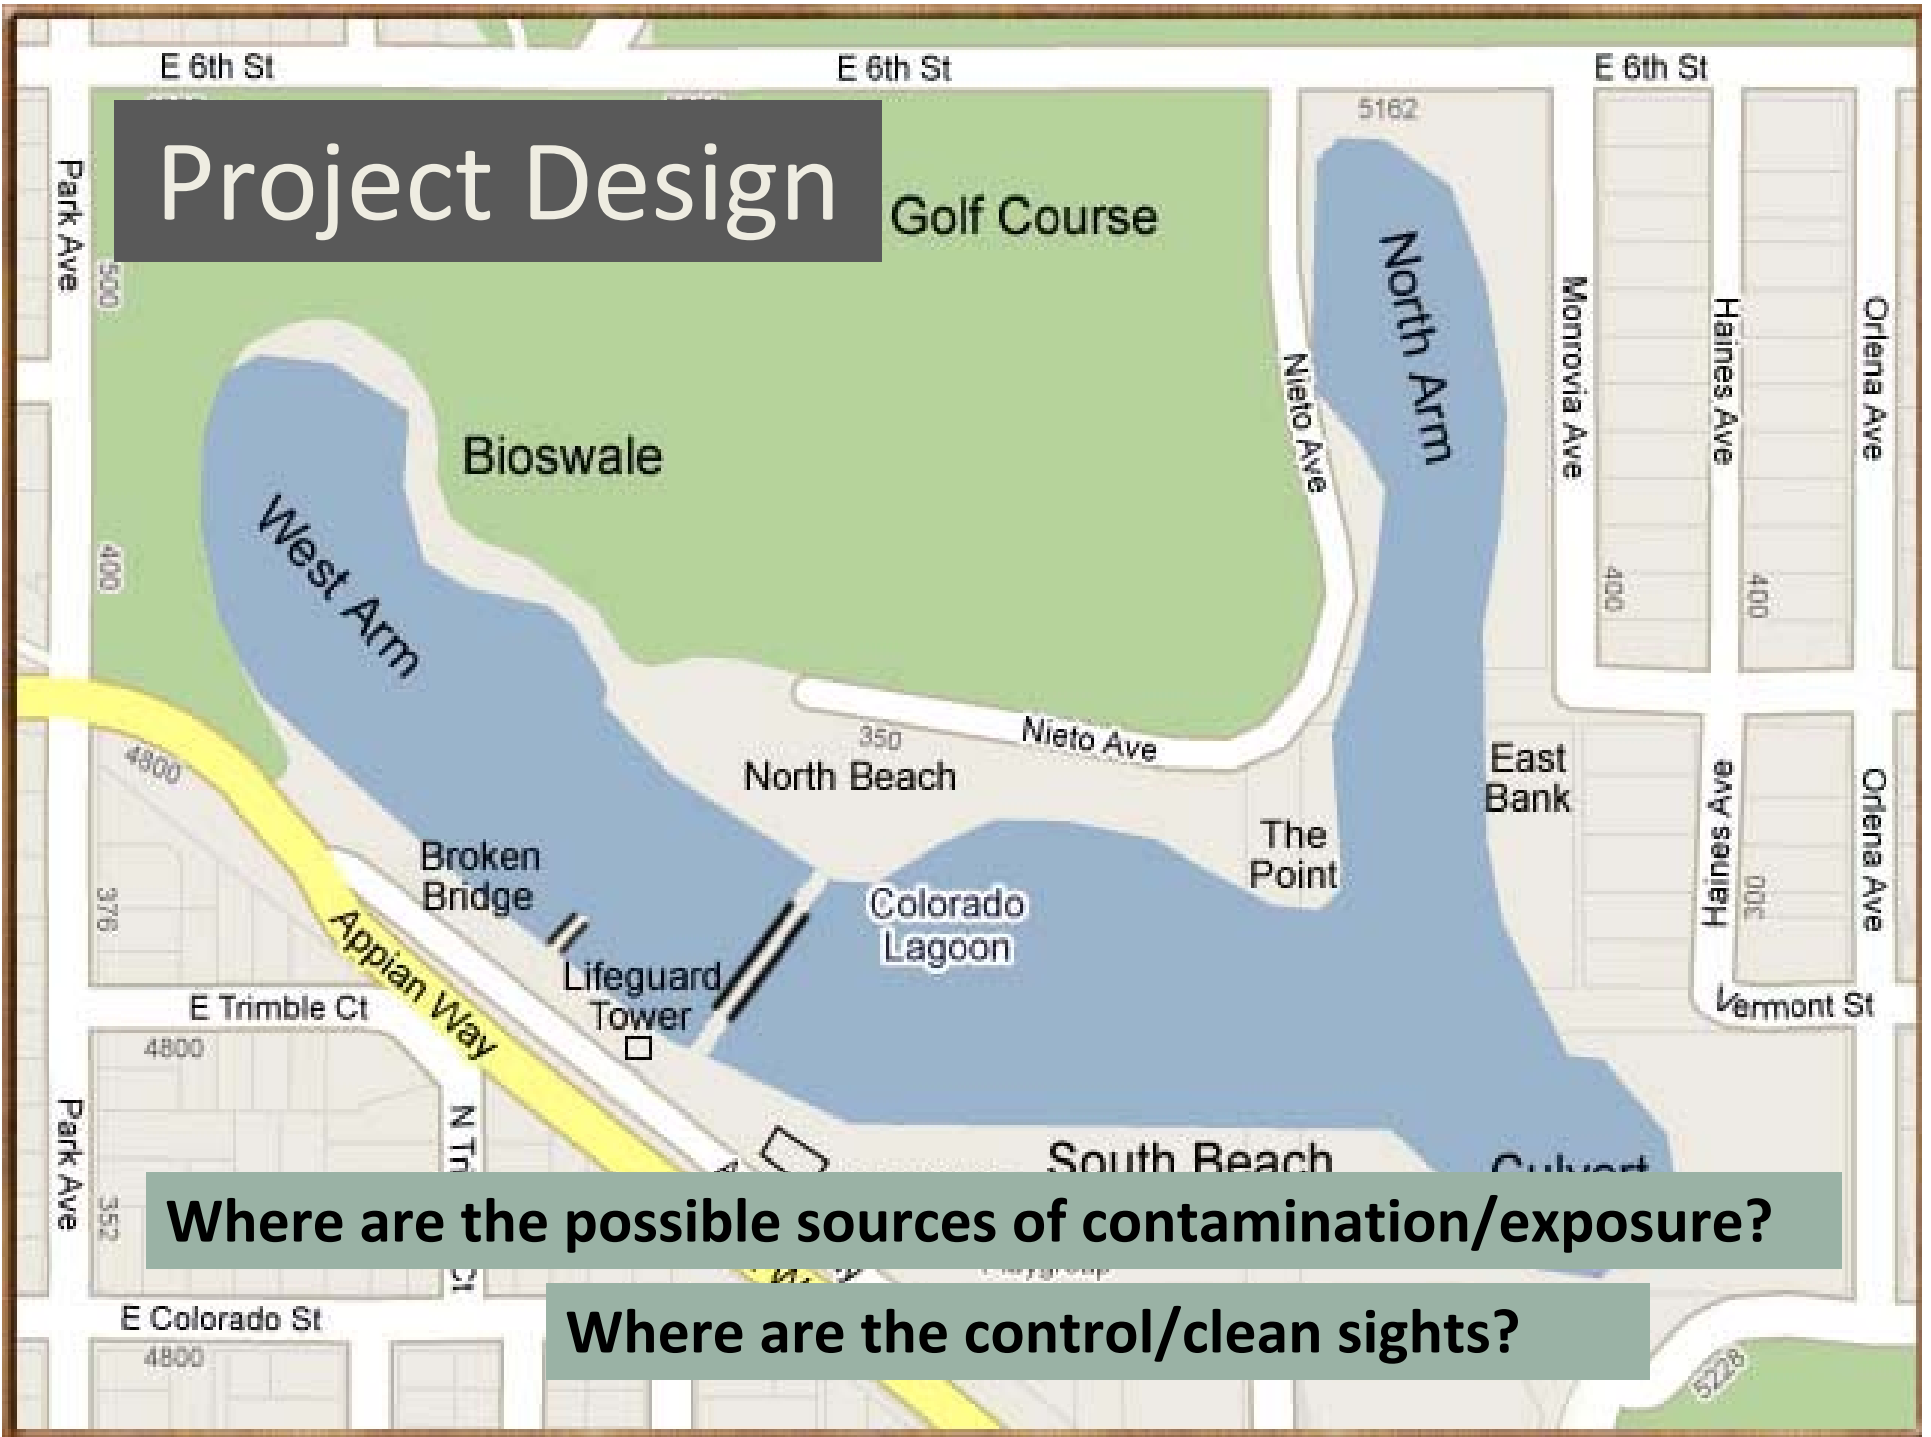 E 6th St
E 6th St
E 6th St
5162
Project Design
Golf Course
Park Ave
500
North Arm
Monrovia Ave
Haines Ave
Orlena Ave
Nieto Ave
Bioswale
West Arm
400
400
400
Nieto Ave
350
North Beach
4800
East
Bank
The
Point
Haines Ave
300
Orlena Ave
Broken
Bridge
376
Colorado
Lagoon
Appian Way
Lifeguard
Tower
E Trimble Ct
Vermont St
4800
Park Ave
352
South Beach
Culvert
Where are the possible sources of contamination/exposure?
Where are the control/clean sights?
E Colorado St
4800
5228